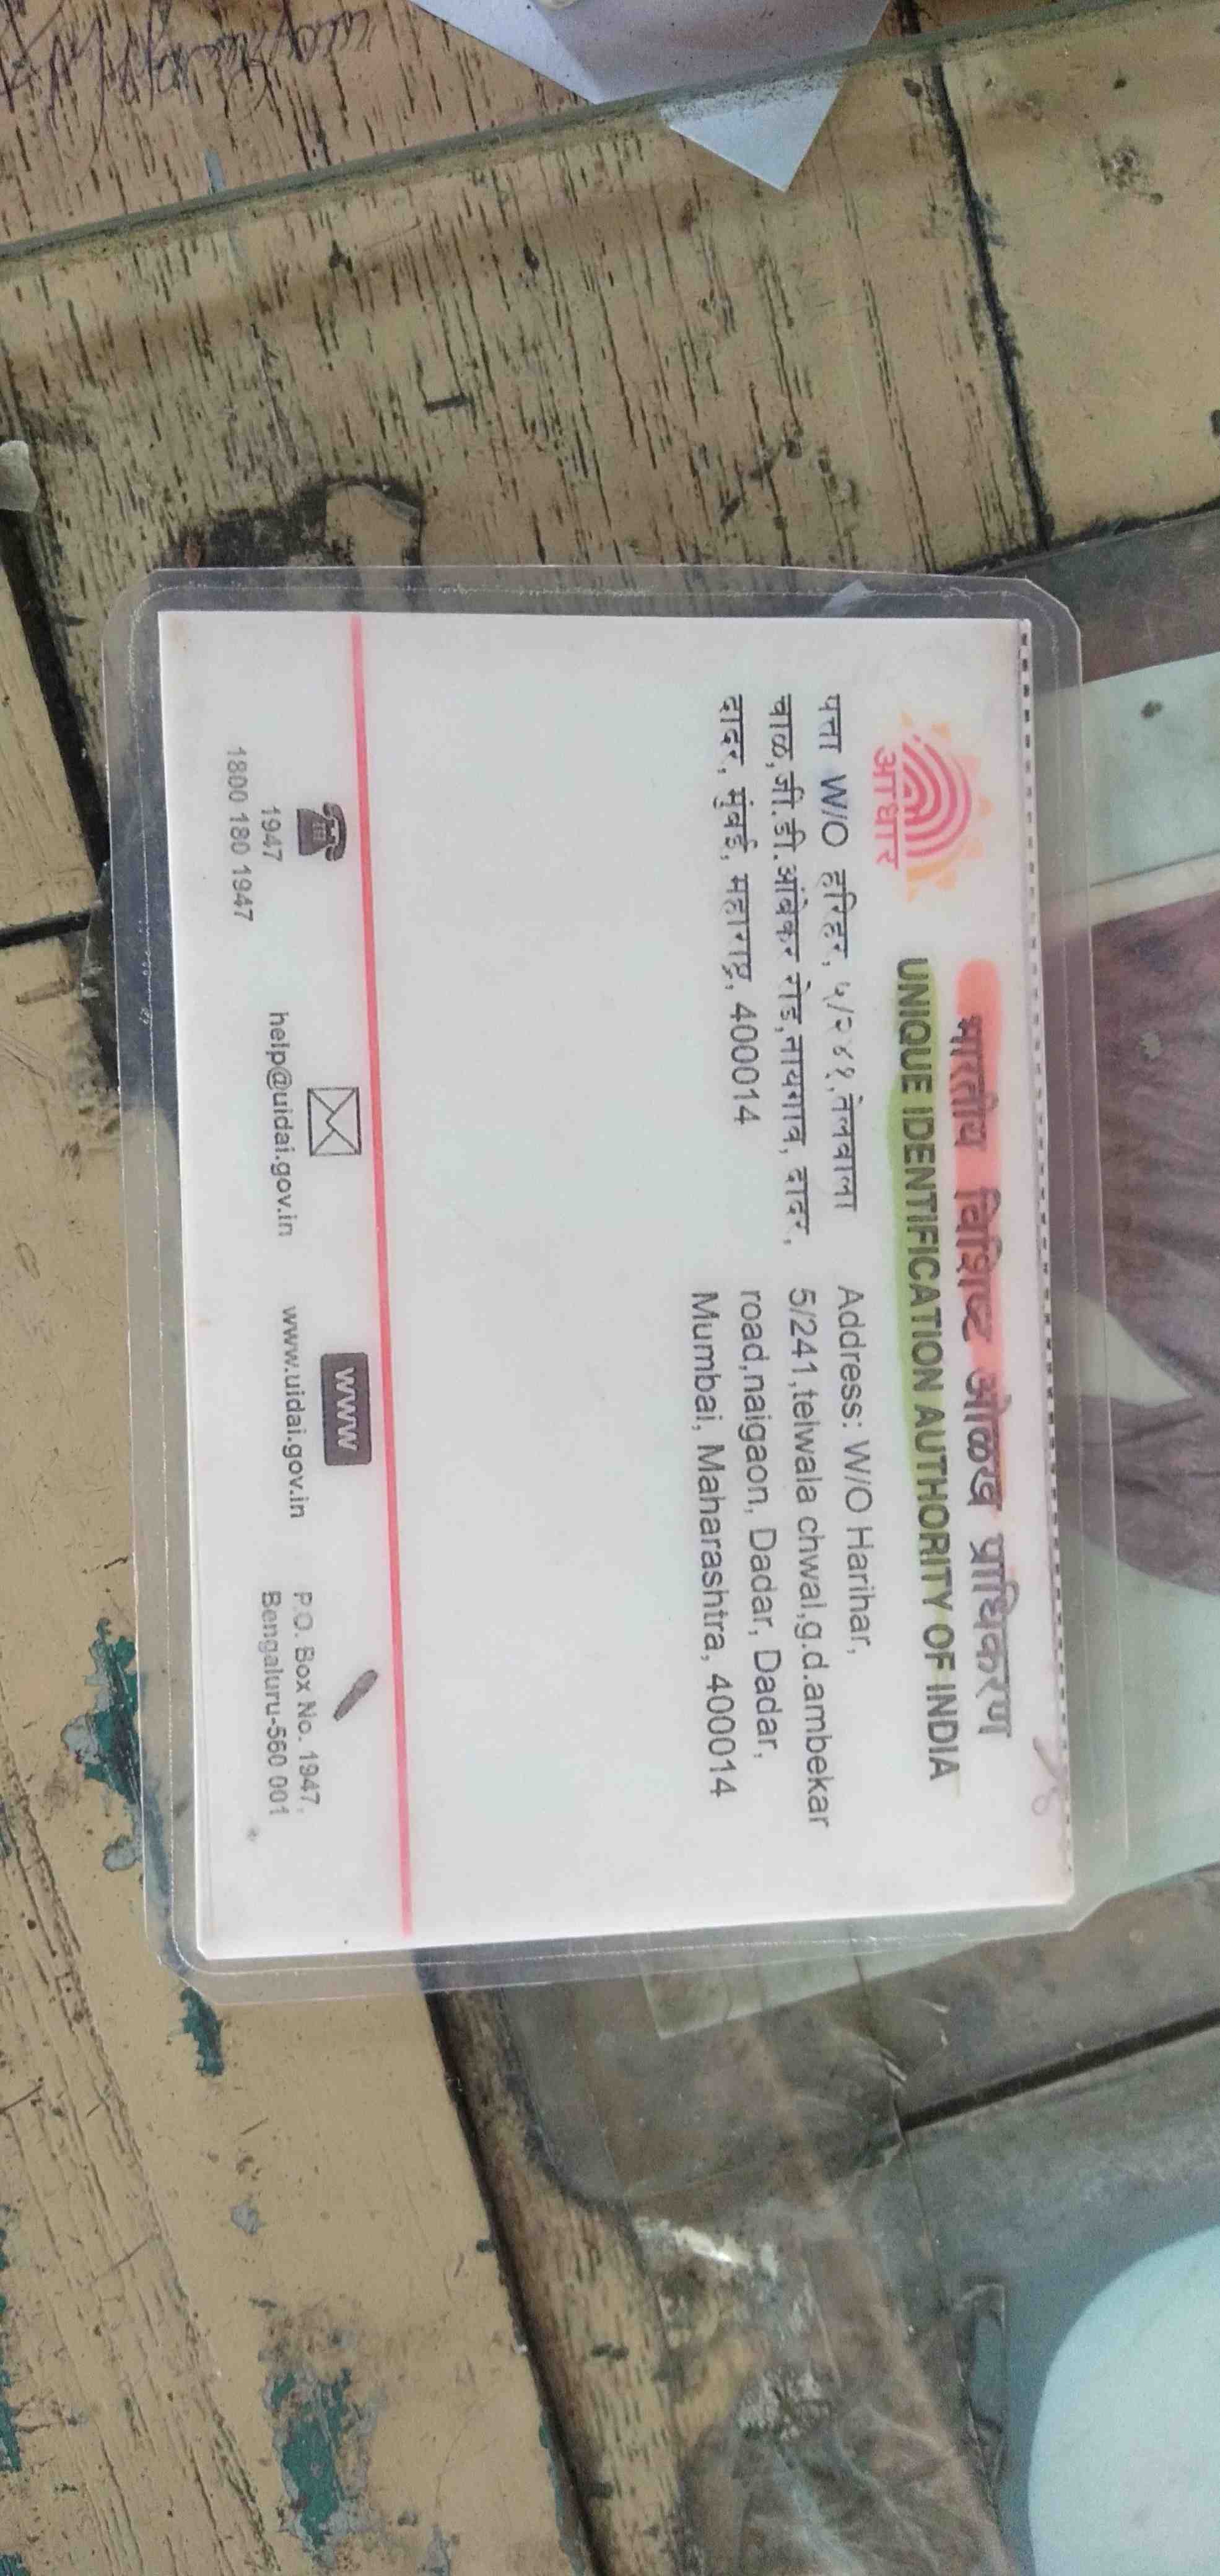 आधार
भारतीय विशिष्ट ओळख प्राधिकरण
UNIQUE IDENTIFICATION AUTHORITY OF INDIA
पत्ता W/O हरिहर, ५/२४१,तेलवाला
चाळ,जी.डी.आंबेकर रोड,नायगाव, दादर,
दादर, मुंबई, महाराष्ट्र, 400014
Address: W/O Harihar,
5/241,telwala chwal,g.d.ambekar
road,naigaon, Dadar, Dadar,
Mumbai, Maharashtra, 400014
1947
1800 180 1947
help@uidai.gov.in
WWW
www.uidai.gov.in
P.O. Box No. 1947,
Bengaluru-560 001